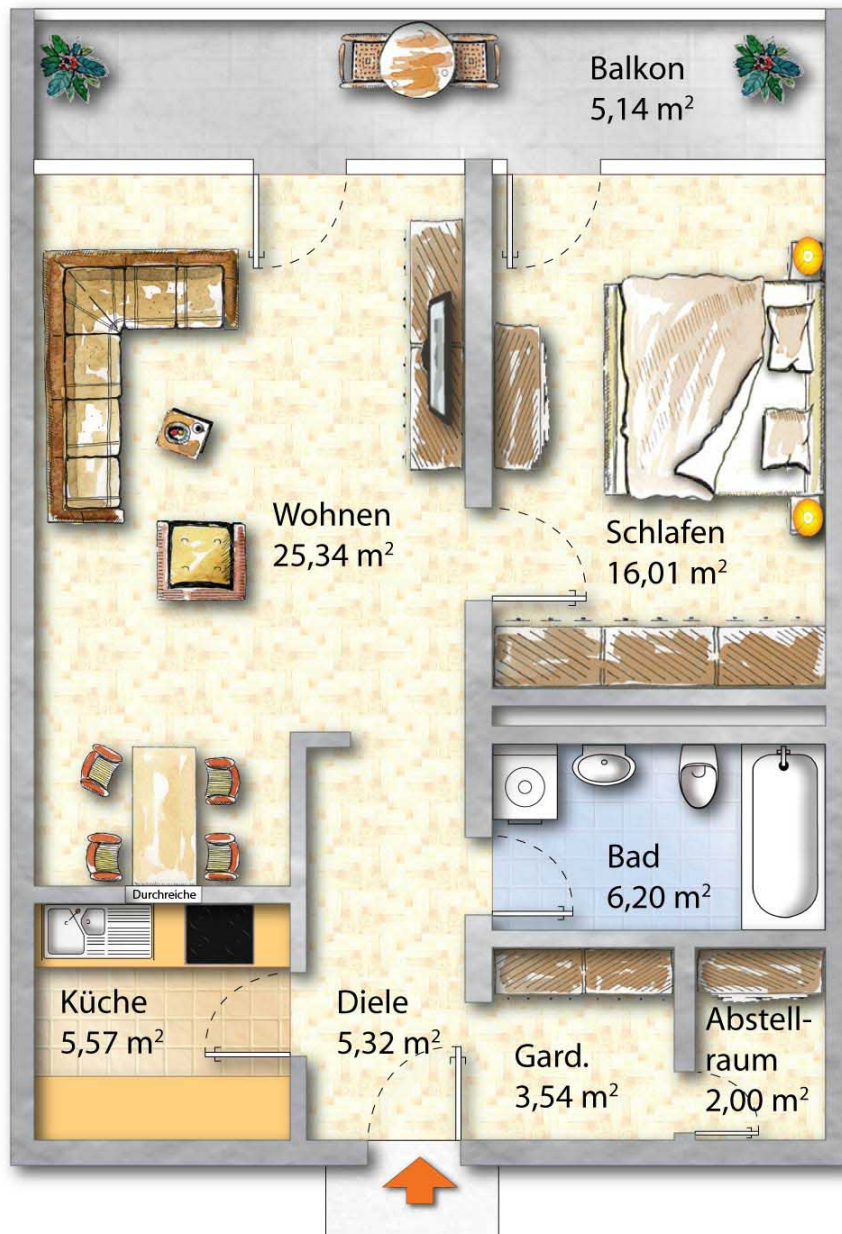 Balkon
5,14 m²
Wohnen
25,34 m²
Schlafen
16,01 m²
Bad
6,20 m²
Durchreiche
Küche
5,57 m²
Diele
5,32 m²
Gard.
3,54 m²
Abstell-
raum
2,00 m²